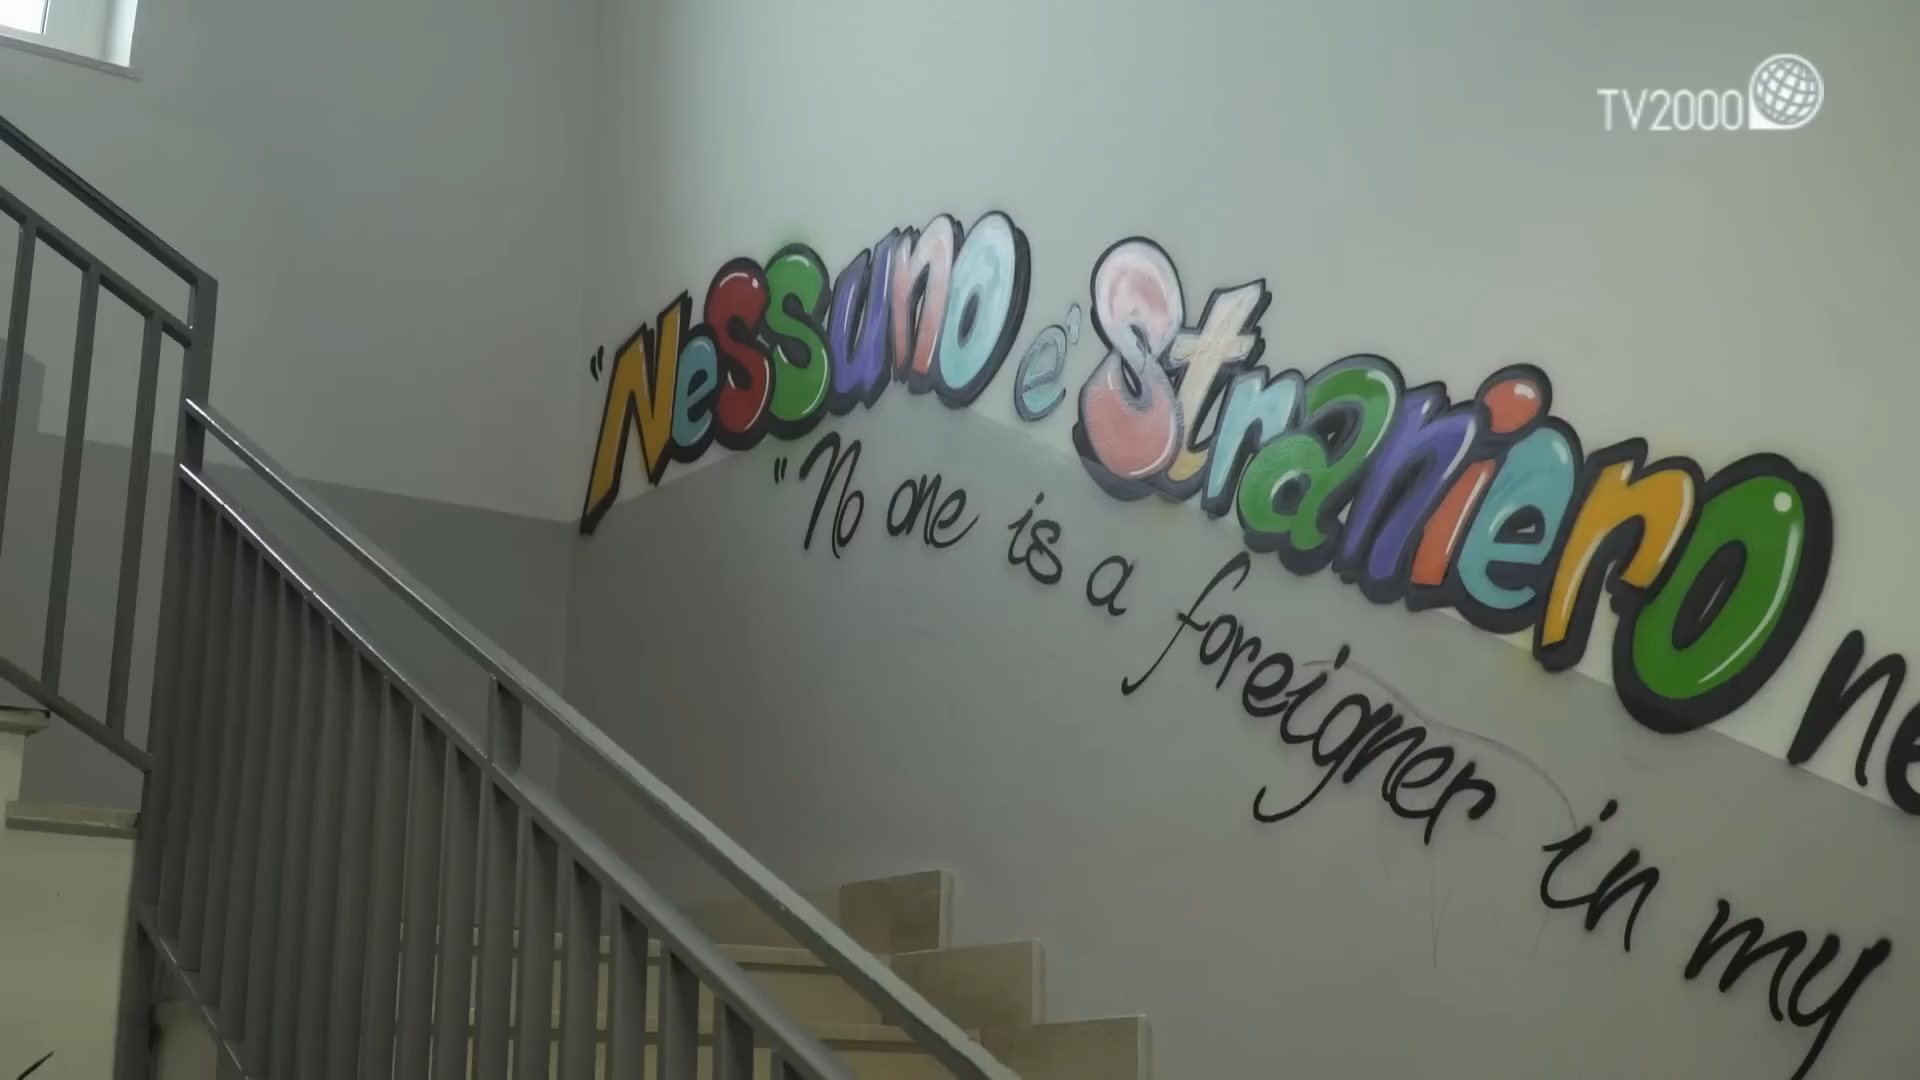 TV2000
"Nessuno e' Straniero ne
"No one is a foreigner in my